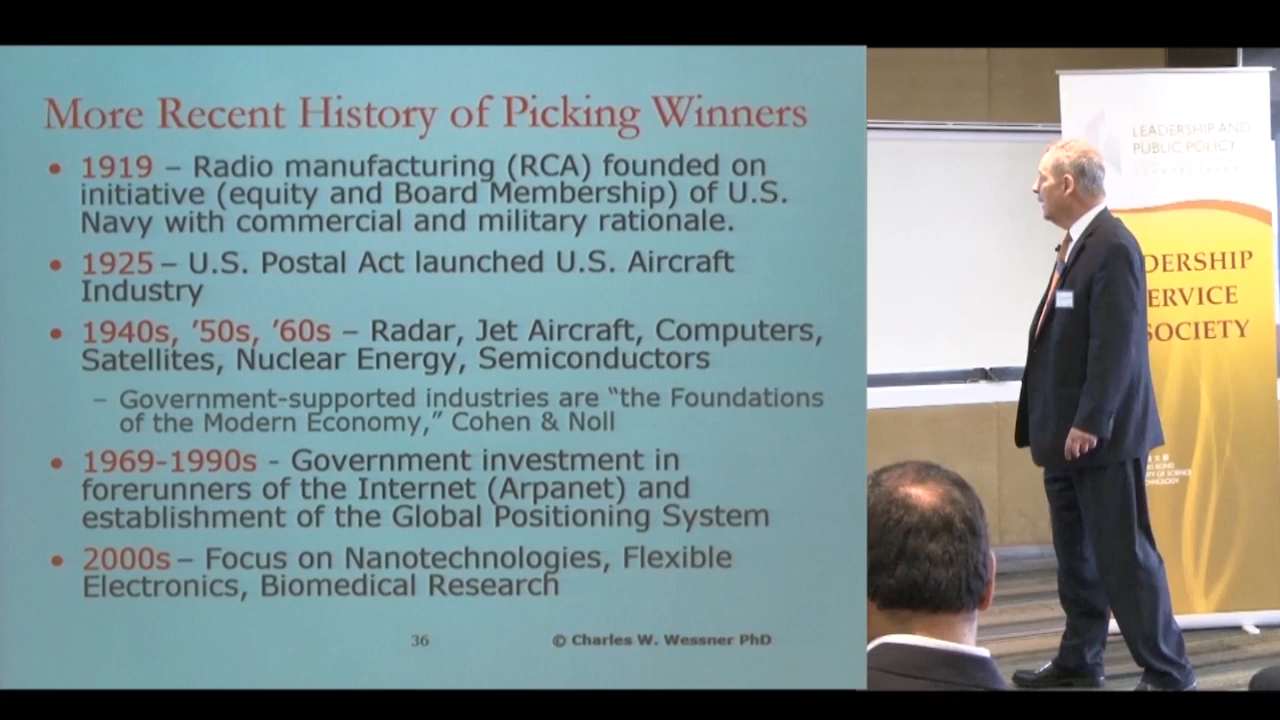 More Recent History of Picking Winners
• 1919 – Radio manufacturing (RCA) founded on
initiative (equity and Board Membership) of U.S.
Navy with commercial and military rationale.
• 1925 – U.S. Postal Act launched U.S. Aircraft
Industry
• 1940s, ’50s, ’60s – Radar, Jet Aircraft, Computers,
Satellites, Nuclear Energy, Semiconductors
– Government-supported industries are “the Foundations
of the Modern Economy,” Cohen & Noll
• 1969-1990s - Government investment in
forerunners of the Internet (Arpanet) and
establishment of the Global Positioning System
• 2000s – Focus on Nanotechnologies, Flexible
Electronics, Biomedical Research
36
© Charles W. Wessner PhD
LEADERSHIP AND
PUBLIC POLICY
DERSHIP
ERVICE
SOCIETY